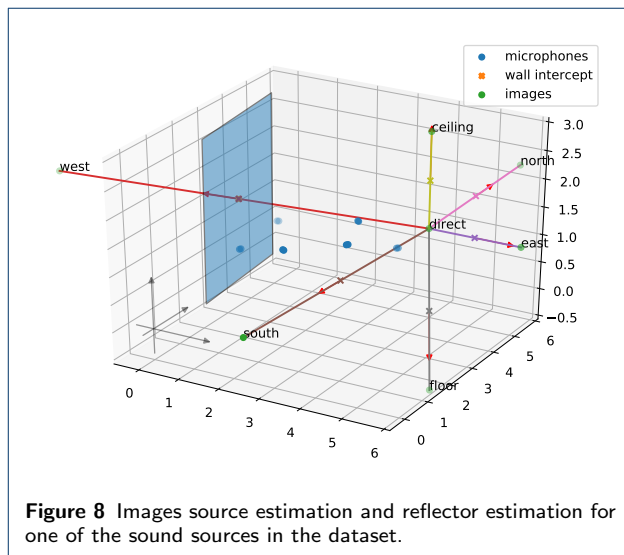 microphones
wall intercept
images
ceiling
north
west
direct
east
south
floor
3.0
2.5
2.0
1.5
1.0
0.5
0.0
−0.5
0
1
2
3
4
5
6
0
1
2
3
4
5
6
Figure 8 Images source estimation and reflector estimation for
one of the sound sources in the dataset.